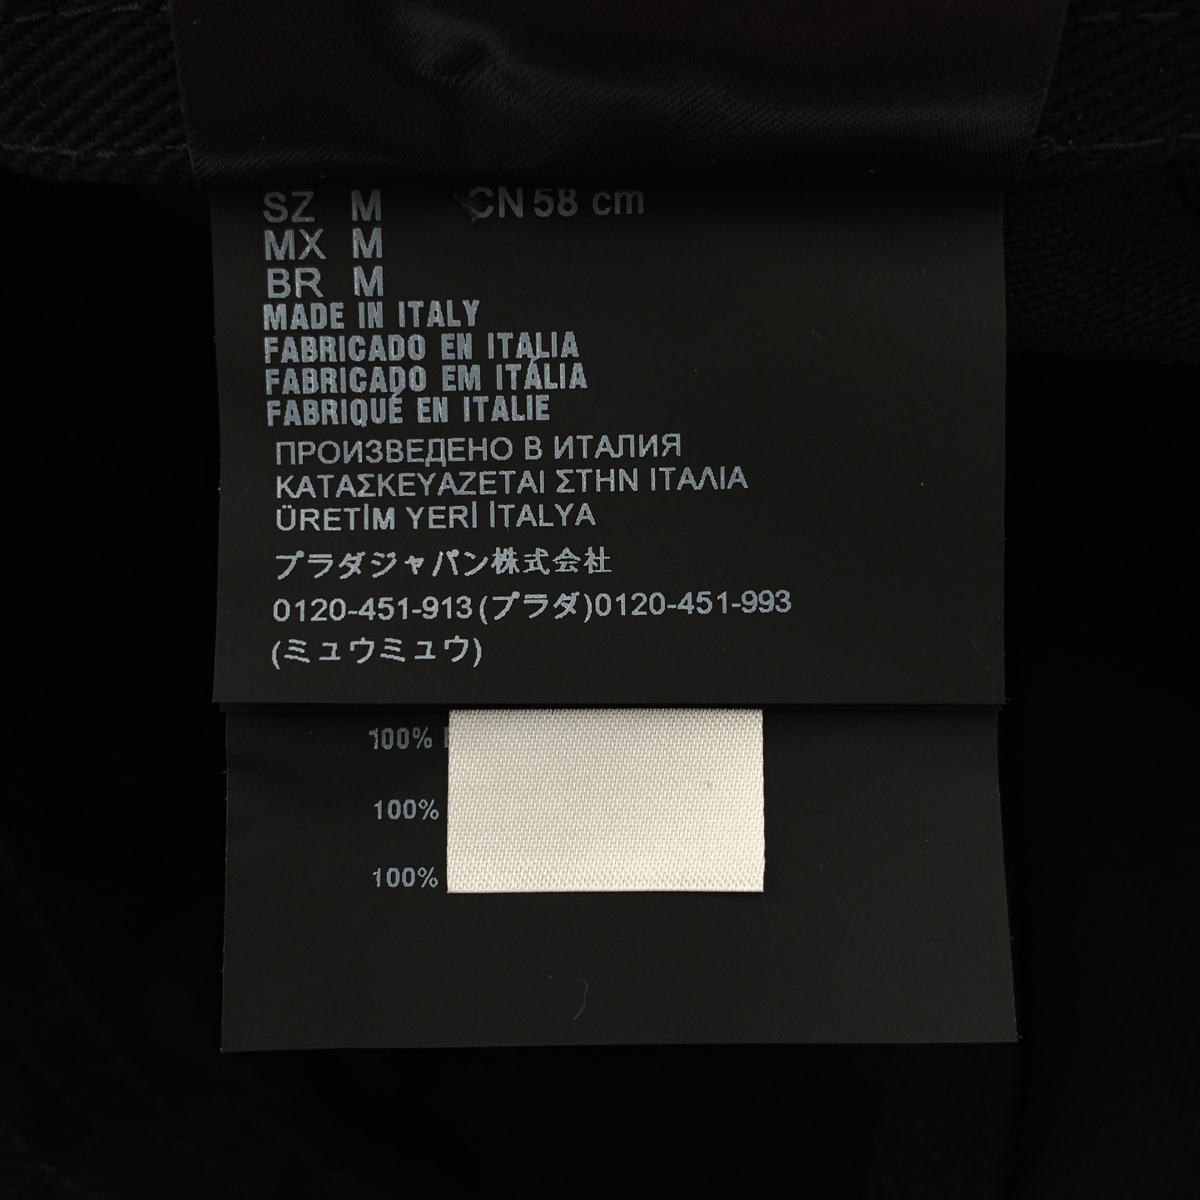 SZ M CN 58 cm
MX M
BR M
MADE IN ITALY
FABRICADO EN ITALIA
FABRICADO EM ITÁLIA
FABRIQUÉ EN ITALIE
ПРОИЗВЕДЕНО В ИТАЛИЯ
ΚΑΤΑΣΚΕΥΑΖΕΤΑΙ ΣΤΗΝ ΙΤΑΛΙΑ
ÜRETİM YERİ İTALYA
プラダジャパン株式会社
0120-451-913(プラダ)0120-451-993
(ミュウミュウ)
100%
100%
100%